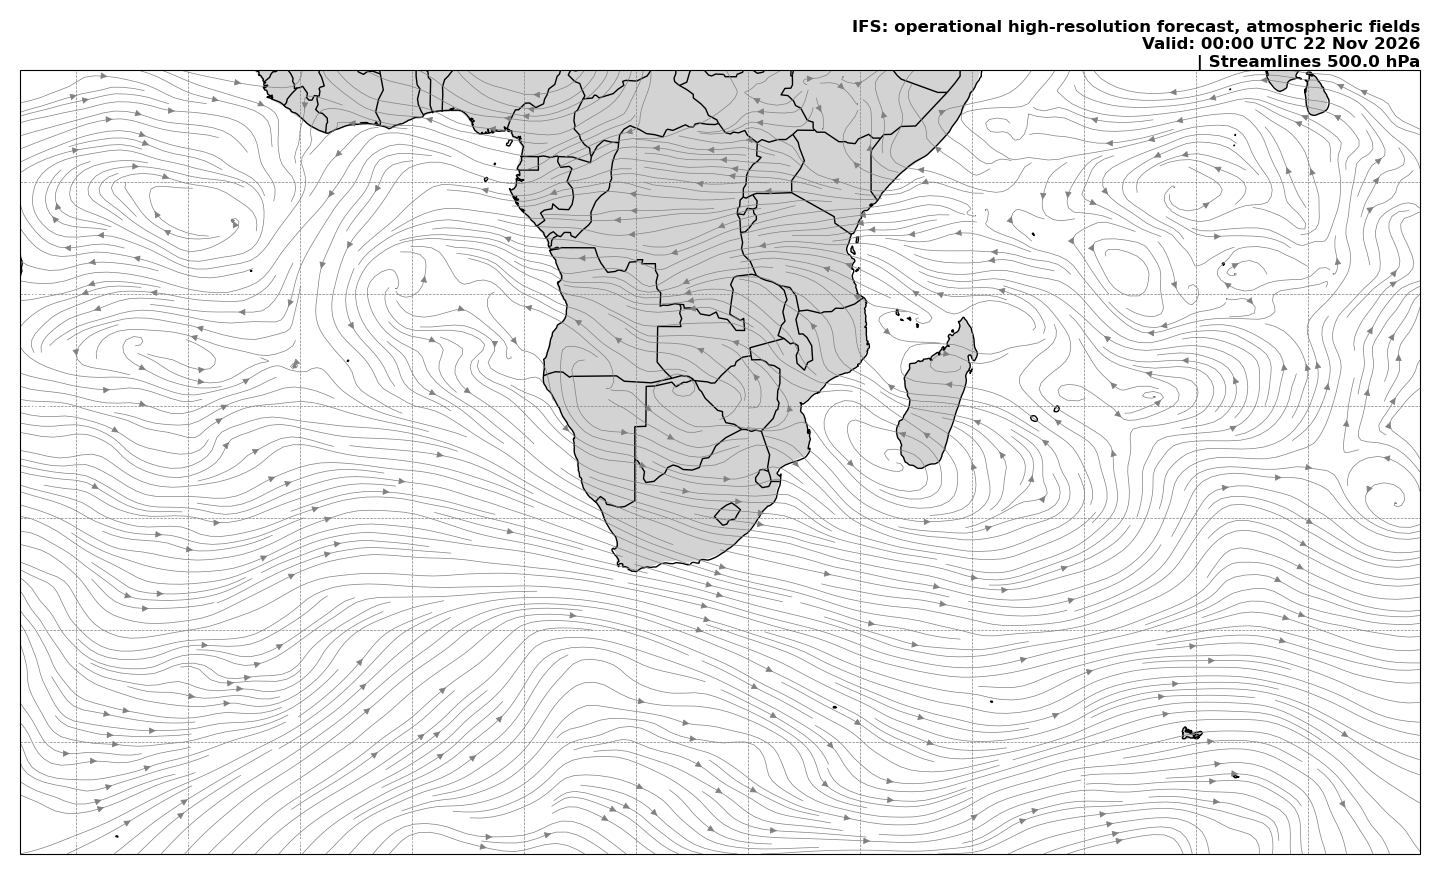 IFS: operational high-resolution forecast, atmospheric fields
Valid: 00:00 UTC 22 Nov 2026
| Streamlines 500.0 hPa